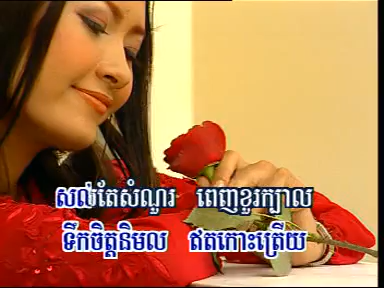 សល់តែសំណួរ ពេញខួរក្បាល
ទឹកចិត្តនិមល ឥតកោះត្រើយ